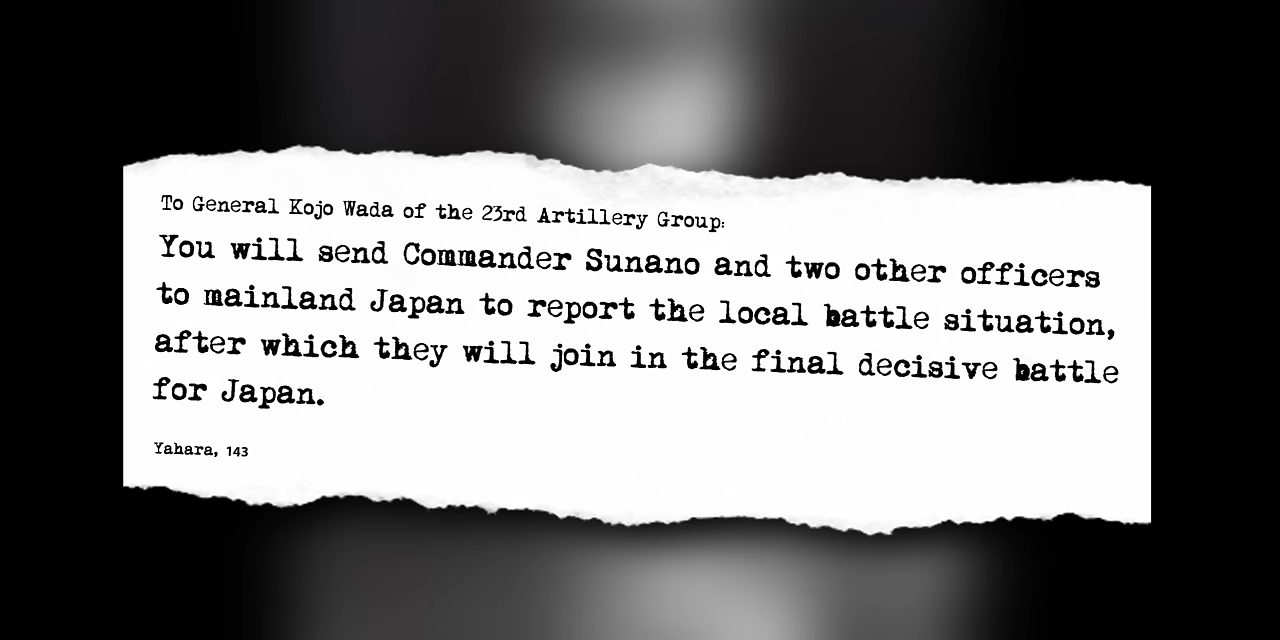 To General Kojo Wada of the 23rd Artillery Group:
You will send Commander Sunano and two other officers
to mainland Japan to report the local battle situation,
after which they will join in the final decisive battle
for Japan.
Yahara, 143